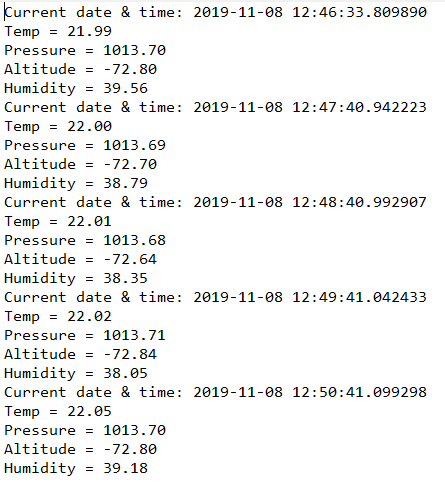 Current date & time: 2019-11-08 12:46:33.809890
Temp = 21.99
Pressure = 1013.70
Altitude = -72.80
Humidity = 39.56
Current date & time: 2019-11-08 12:47:40.942223
Temp = 22.00
Pressure = 1013.69
Altitude = -72.70
Humidity = 38.79
Current date & time: 2019-11-08 12:48:40.992907
Temp = 22.01
Pressure = 1013.68
Altitude = -72.64
Humidity = 38.35
Current date & time: 2019-11-08 12:49:41.042433
Temp = 22.02
Pressure = 1013.71
Altitude = -72.84
Humidity = 38.05
Current date & time: 2019-11-08 12:50:41.099298
Temp = 22.05
Pressure = 1013.70
Altitude = -72.80
Humidity = 39.18